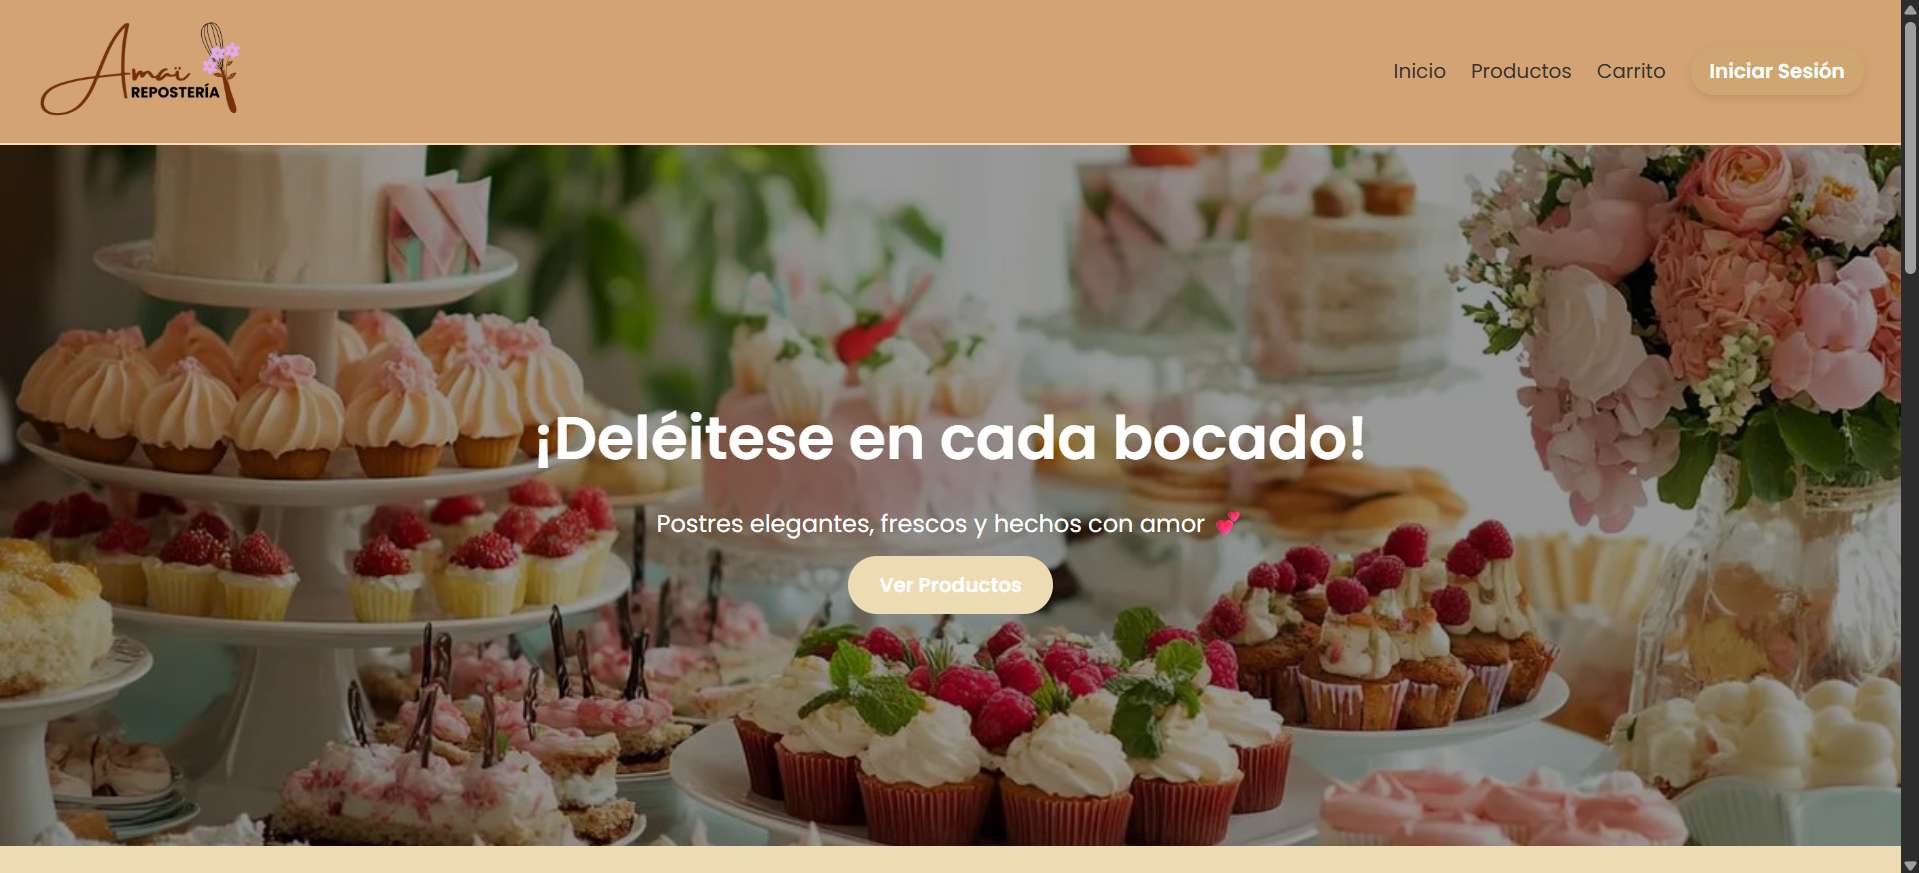 Amaï
REPOSTERÍA
Inicio
Productos
Carrito
Iniciar Sesión
¡Deléitese en cada bocado!
Postres elegantes, frescos y hechos con amor 💕
Ver Productos